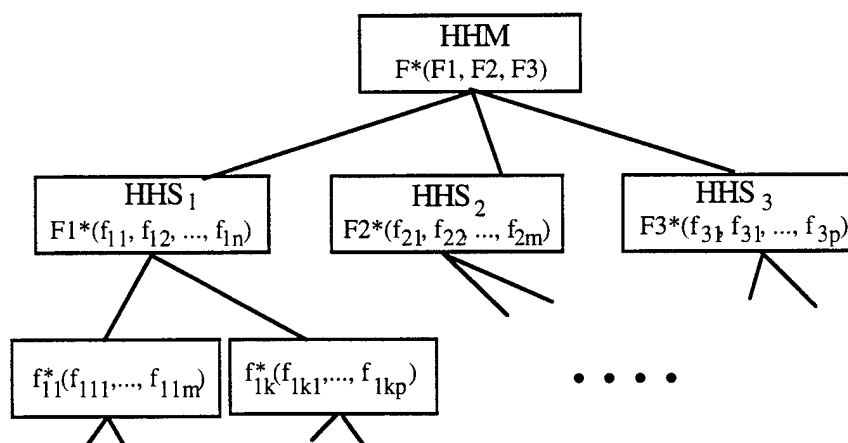 HHM
F*(F1, F2, F3)
HHS1
F1*(f11, f12, ..., f1n)
HHS2
F2*(f21, f22, ..., f2m)
HHS3
F3*(f31, f31, ..., f3p)
f*11(f111,..., f11m)
f*1k(f1k1,..., f1kp)